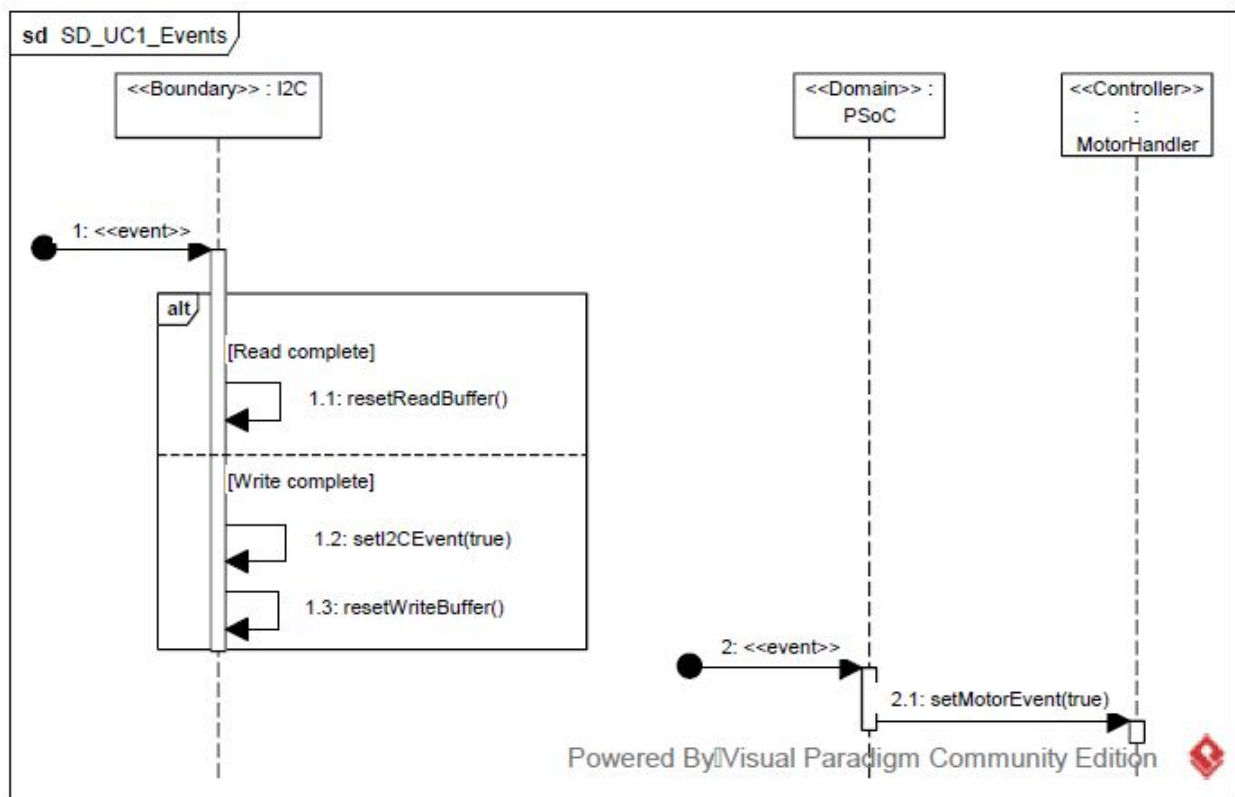 sd SD_UC1_Events
<<Boundary>> : I2C
<<Domain>> :
PSoC
<<Controller>>
:
MotorHandler
1: <<event>>
alt
[Read complete]
1.1: resetReadBuffer()
[Write complete]
1.2: setI2CEvent(true)
1.3: resetWriteBuffer()
2: <<event>>
2.1: setMotorEvent(true)
Powered By Visual Paradigm Community Edition